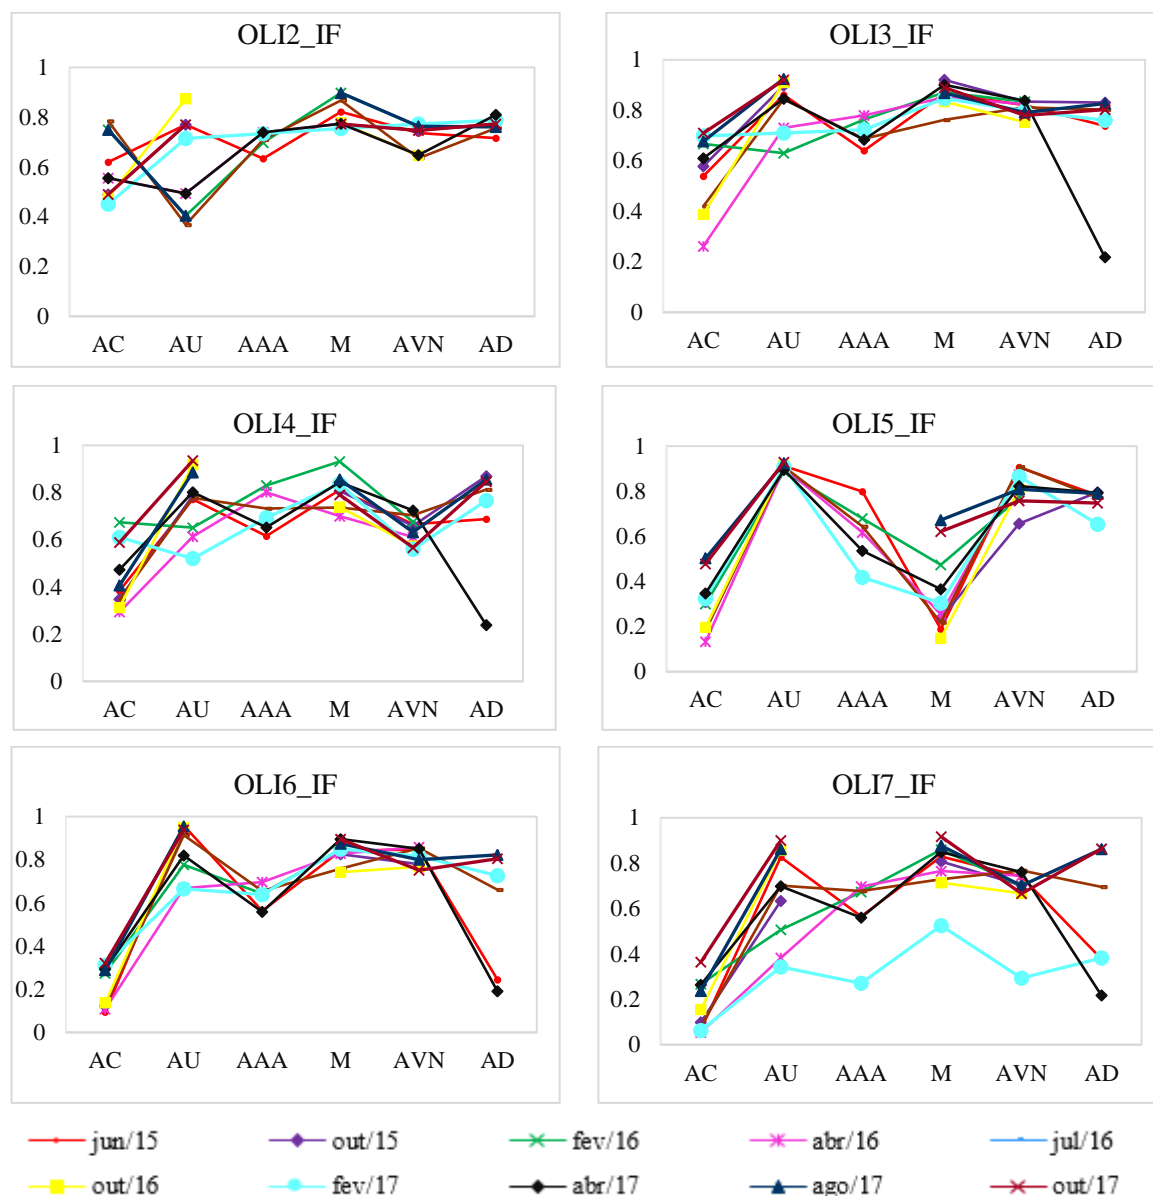 OLI2_IF
1
0.8
0.6
0.4
0.2
0
AC AU AAA M AVN AD
OLI3_IF
1
0.8
0.6
0.4
0.2
0
AC AU AAA M AVN AD
OLI4_IF
1
0.8
0.6
0.4
0.2
0
AC AU AAA M AVN AD
OLI5_IF
1
0.8
0.6
0.4
0.2
0
AC AU AAA M AVN AD
OLI6_IF
1
0.8
0.6
0.4
0.2
0
AC AU AAA M AVN AD
OLI7_IF
1
0.8
0.6
0.4
0.2
0
AC AU AAA M AVN AD
jun/15 out/15 fev/16 abr/16 jul/16
out/16 fev/17 abr/17 ago/17 out/17